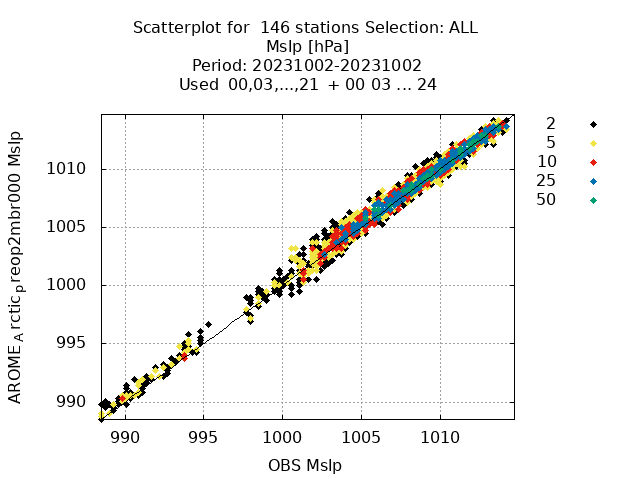 Scatterplot for  146 stations Selection: ALL
Mslp [hPa]
Period: 20231002-20231002
Used  00,03,...,21  + 00 03 ... 24
2
5
10
25
50
1010
1005
1000
995
990
AROME_Arctic_preop2mbr000 Mslp
990 995 1000 1005 1010
OBS Mslp